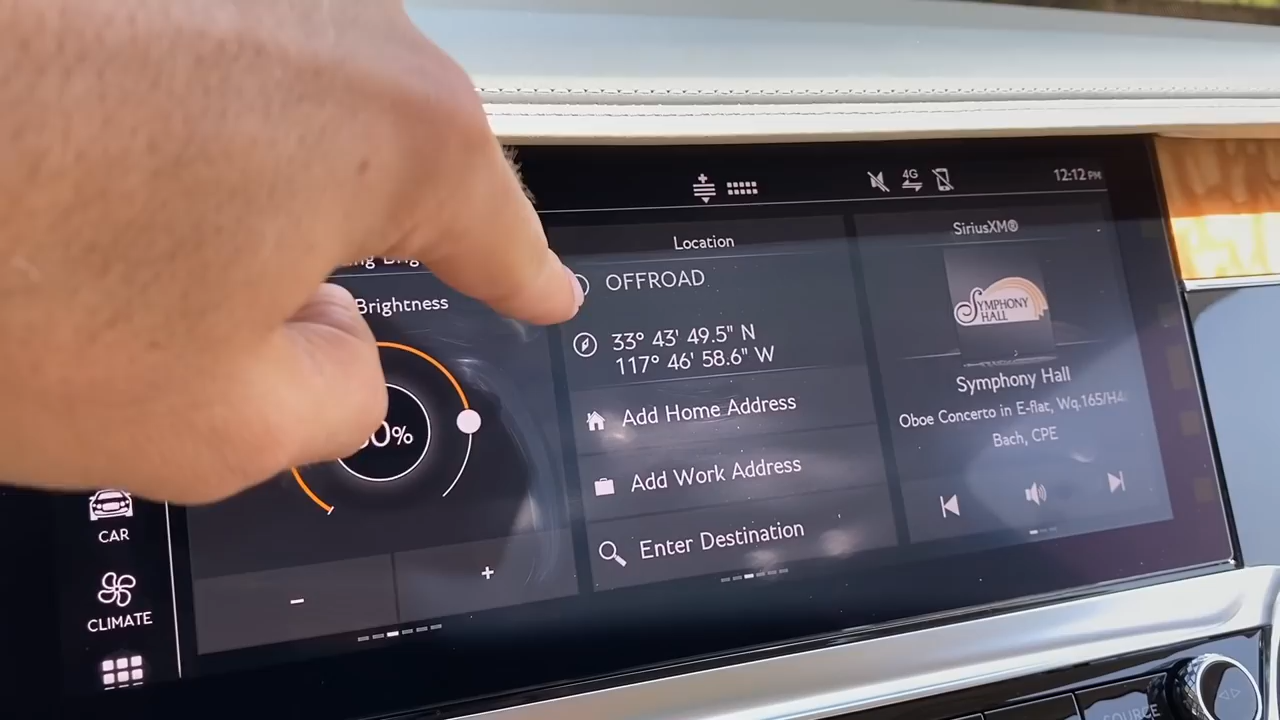 4G
12:12 PM
Brightness
%
CAR
CLIMATE
-
+
Location
OFFROAD
33° 43' 49.5" N
117° 46' 58.6" W
Add Home Address
Add Work Address
Enter Destination
SiriusXM®
SYMPHONY
HALL
Symphony Hall
Oboe Concerto in E-flat, Wq.165/H4
Bach, CPE
SOURCE